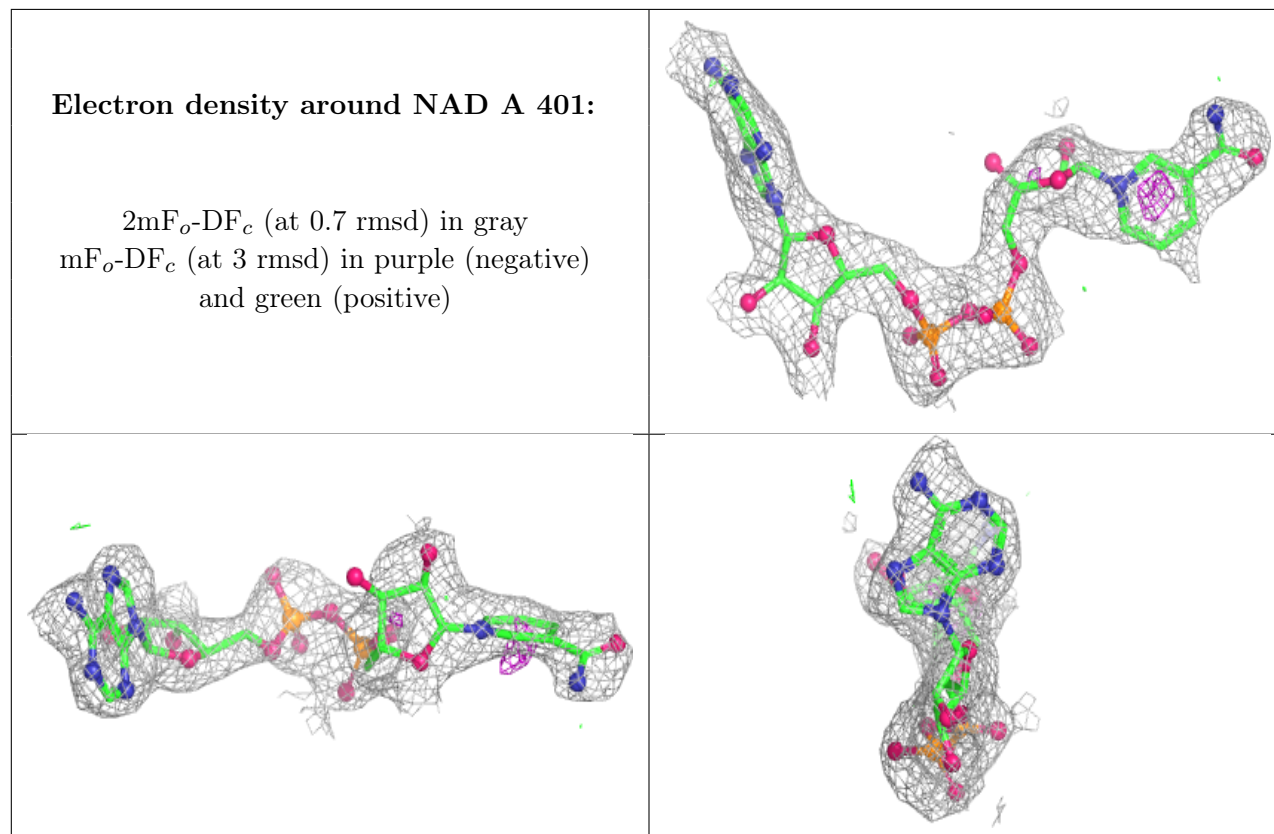 Electron density around NAD A 401:
2mFₒ-DF𝒸 (at 0.7 rmsd) in gray
mFₒ-DF𝒸 (at 3 rmsd) in purple (negative)
and green (positive)